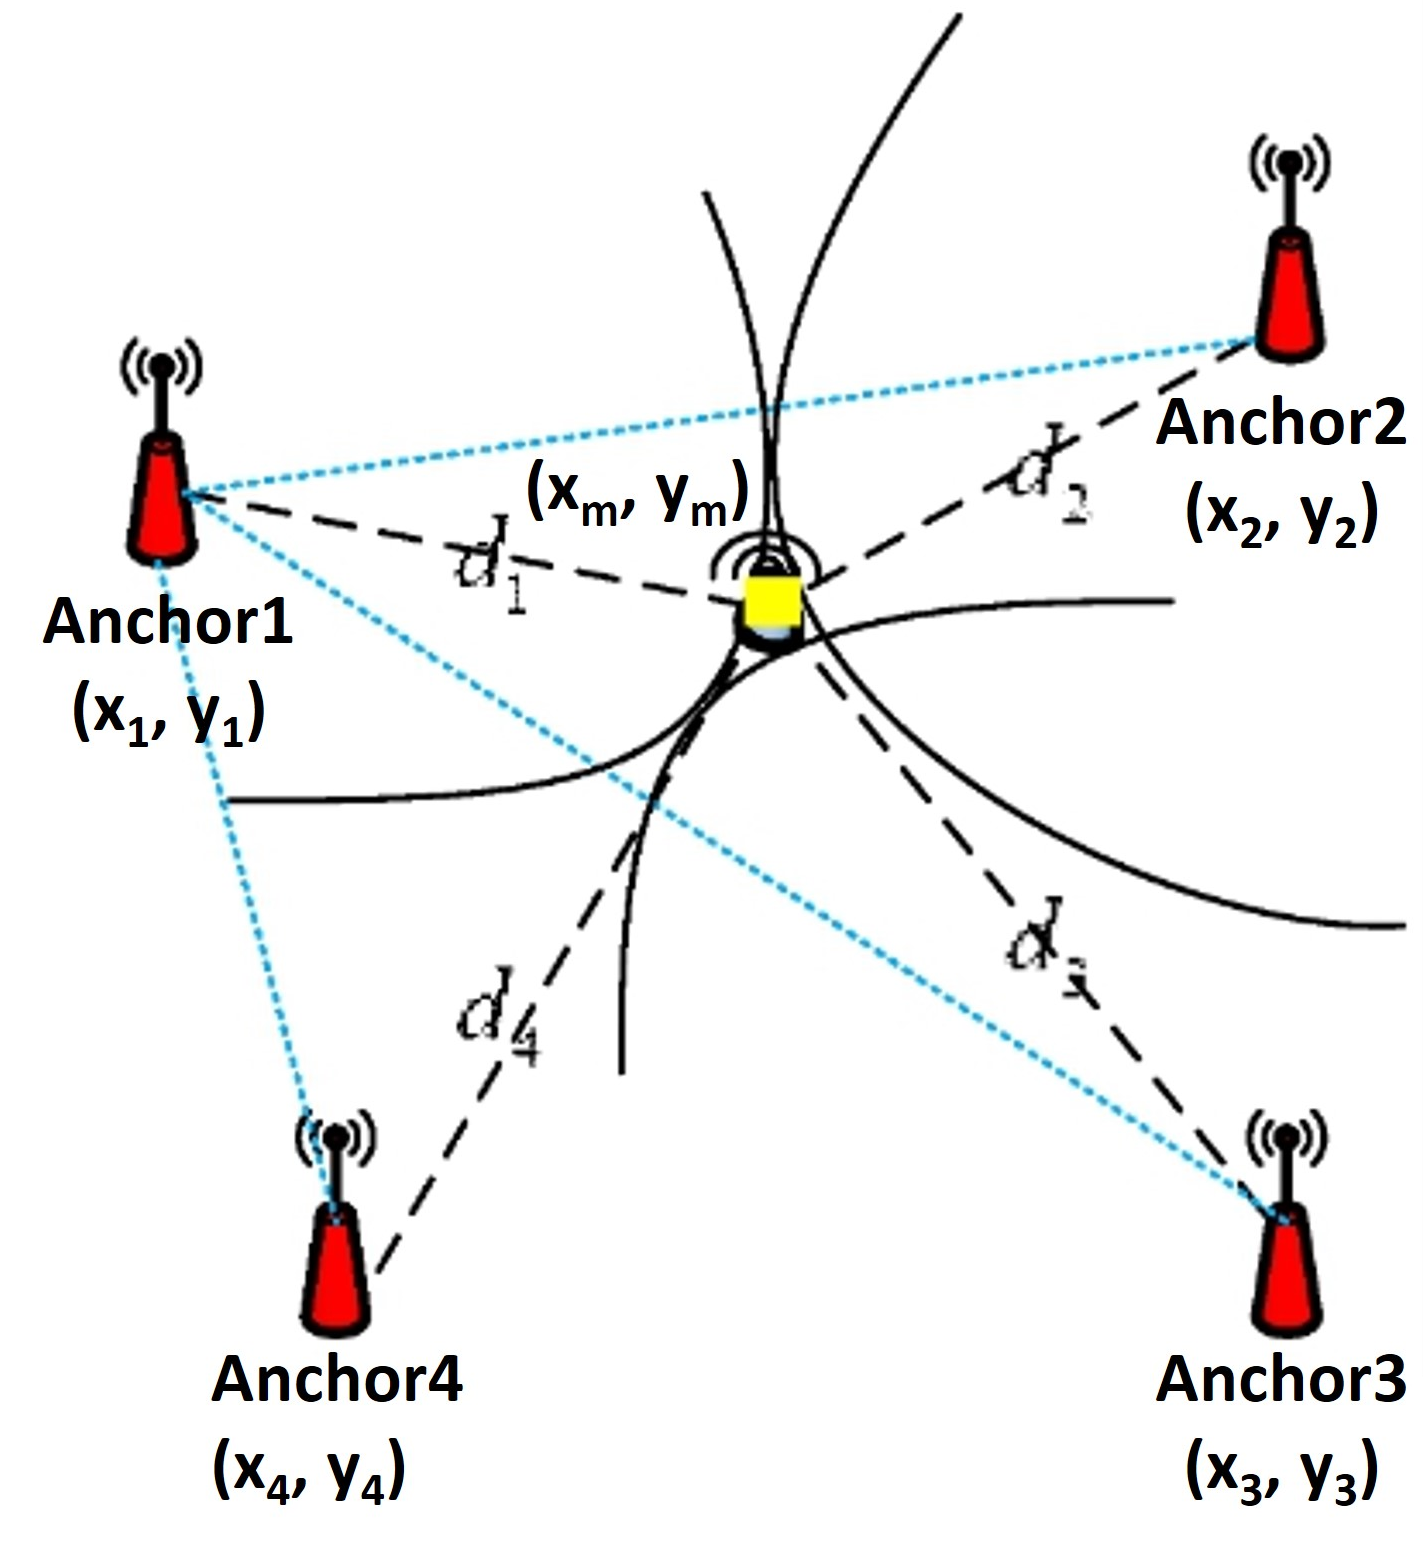 d₂
Anchor2
(x₂, y₂)
(xₘ, yₘ)
d₁
Anchor1
(x₁, y₁)
d₃
d₄
Anchor4
(x₄, y₄)
Anchor3
(x₃, y₃)